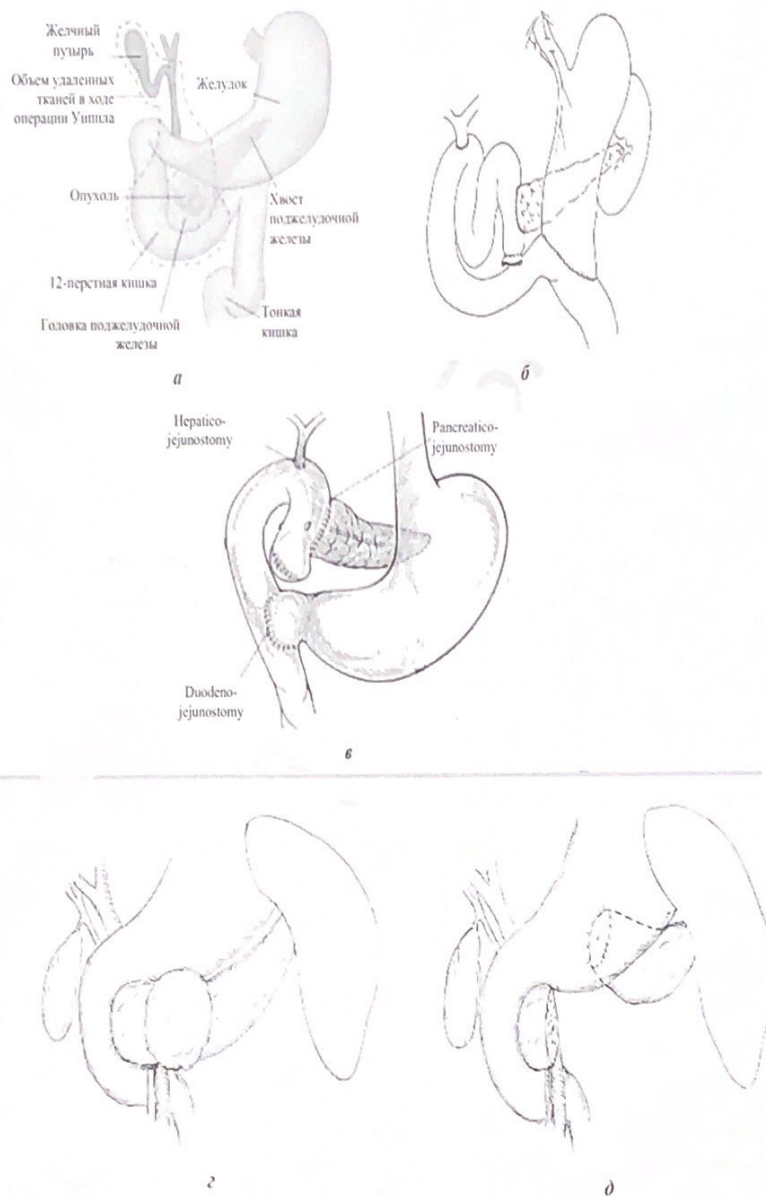 Желчный
пузырь
Объем удаленных
тканей в ходе
операции Уиппла
Желудок
Опухоль
Хвост
поджелудочной
железы
12-перстная кишка
Головка поджелудочной
железы
Тонкая
кишка
а
б
Hepatico-
jejunostomy
Pancreatico-
jejunostomy
Duodeno-
jejunostomy
в
г
д